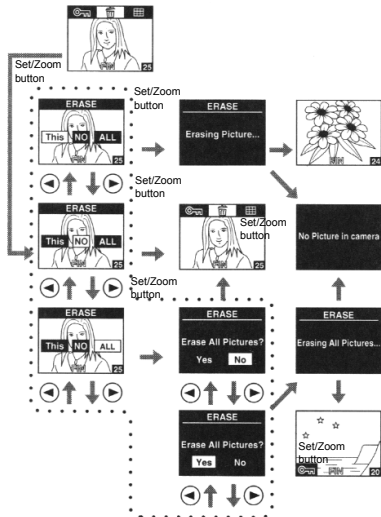 25
Set/Zoom
button
ERASE
This NO ALL
25
Set/Zoom
button
ERASE
Erasing Picture...
24
Set/Zoom
button
ERASE
This NO ALL
25
Set/Zoom
button
25
No Picture in camera
Set/Zoom
button
ERASE
This NO ALL
25
ERASE
Erase All Pictures?
Yes No
ERASE
Erasing All Pictures...
ERASE
Erase All Pictures?
Yes No
Set/Zoom
button
20